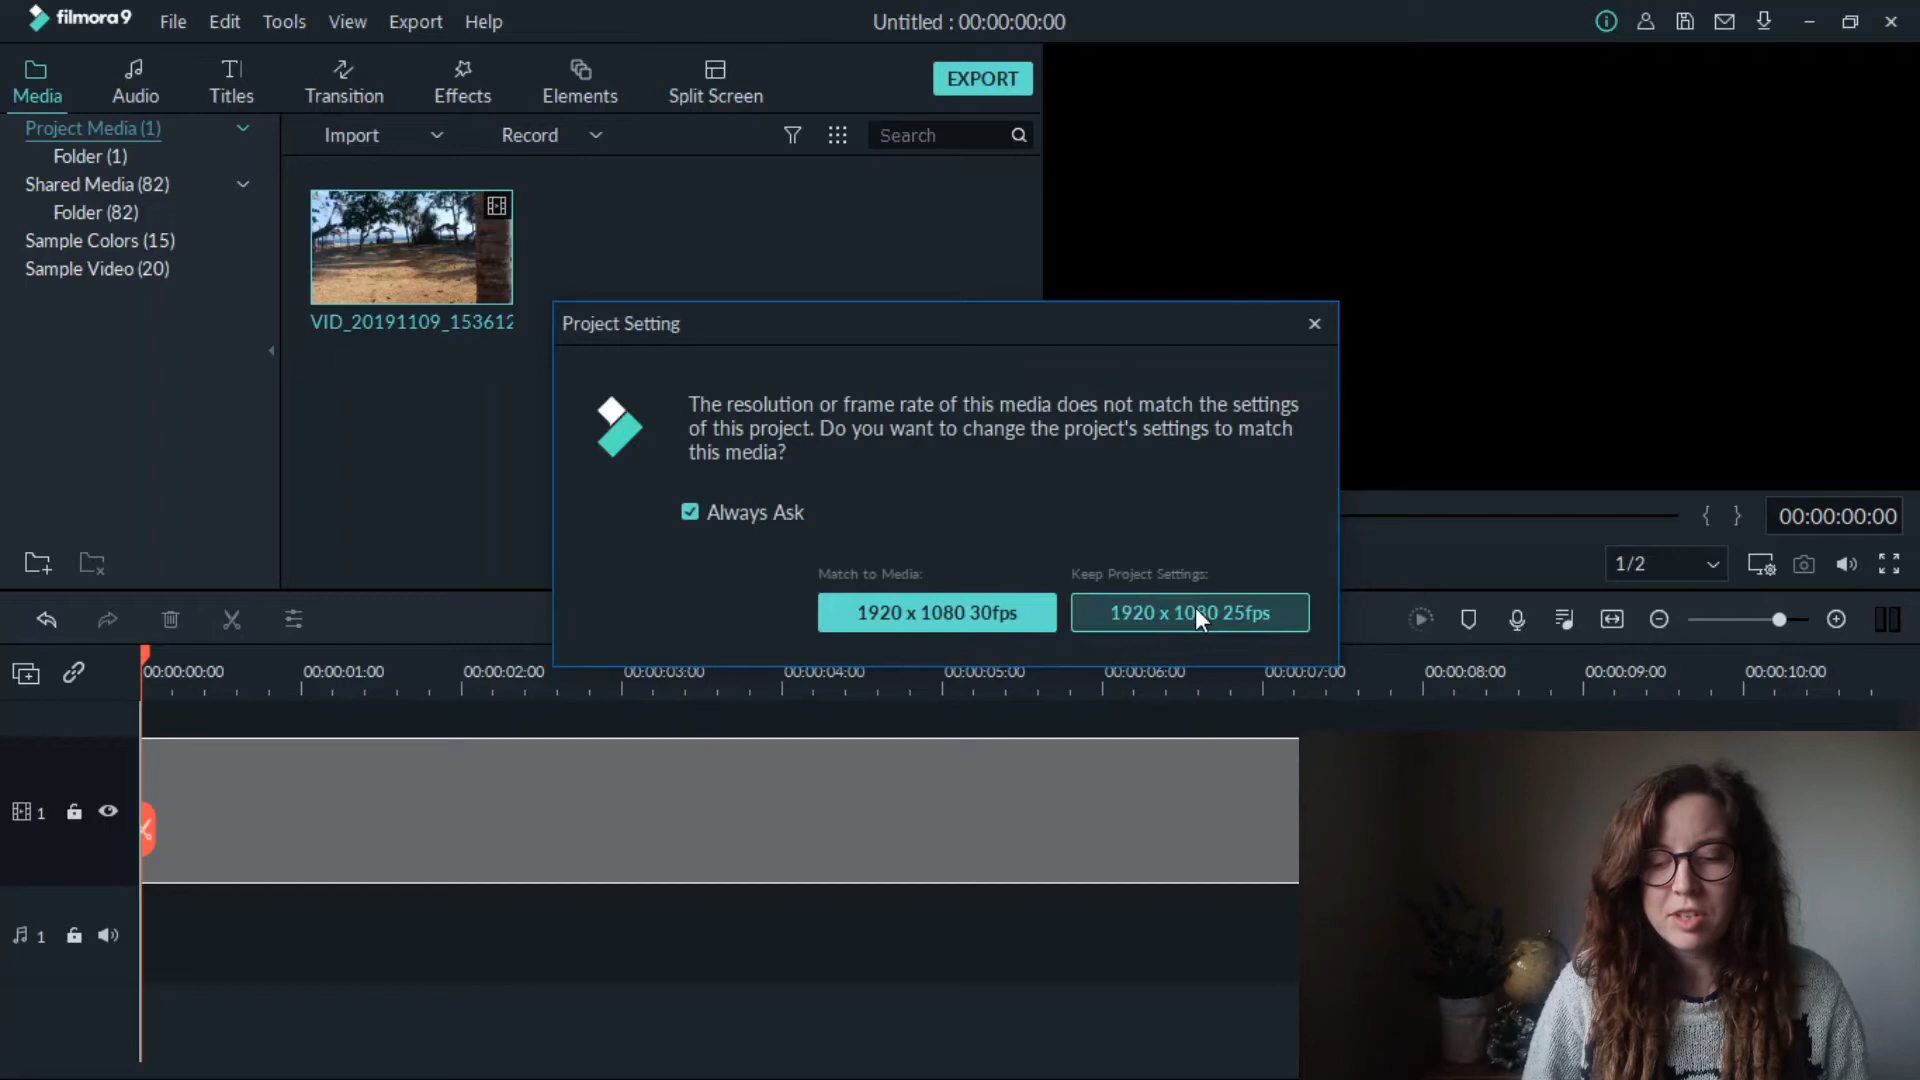 filmora9
File Edit Tools View Export Help
Untitled : 00:00:00:00
Media
Audio
Titles
Transition
Effects
Elements
Split Screen
EXPORT
Project Media (1)
Folder (1)
Shared Media (82)
Folder (82)
Sample Colors (15)
Sample Video (20)
Import
Record
Search
VID_20191109_153612
Project Setting
The resolution or frame rate of this media does not match the settings
of this project. Do you want to change the project's settings to match
this media?
Always Ask
Match to Media:
1920 x 1080 30fps
Keep Project Settings:
1920 x 1080 25fps
{ } 00:00:00:00
1/2
00:00:00:00 00:00:01:00 00:00:02:00 00:00:03:00 00:00:04:00 00:00:05:00 00:00:06:00 00:00:07:00 00:00:08:00 00:00:09:00 00:00:10:00
1
1